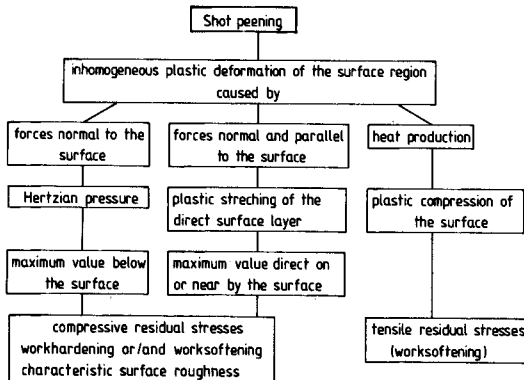 Shot peening
inhomogeneous plastic deformation of the surface region
caused by
forces normal to the
surface
forces normal and parallel
to the surface
heat production
Hertzian pressure
plastic streching of the
direct surface layer
plastic compression of
the surface
maximum value below
the surface
maximum value direct on
or near by the surface
compressive residual stresses
workhardening or/and worksoftening
characteristic surface roughness
tensile residual stresses
(worksoftening)